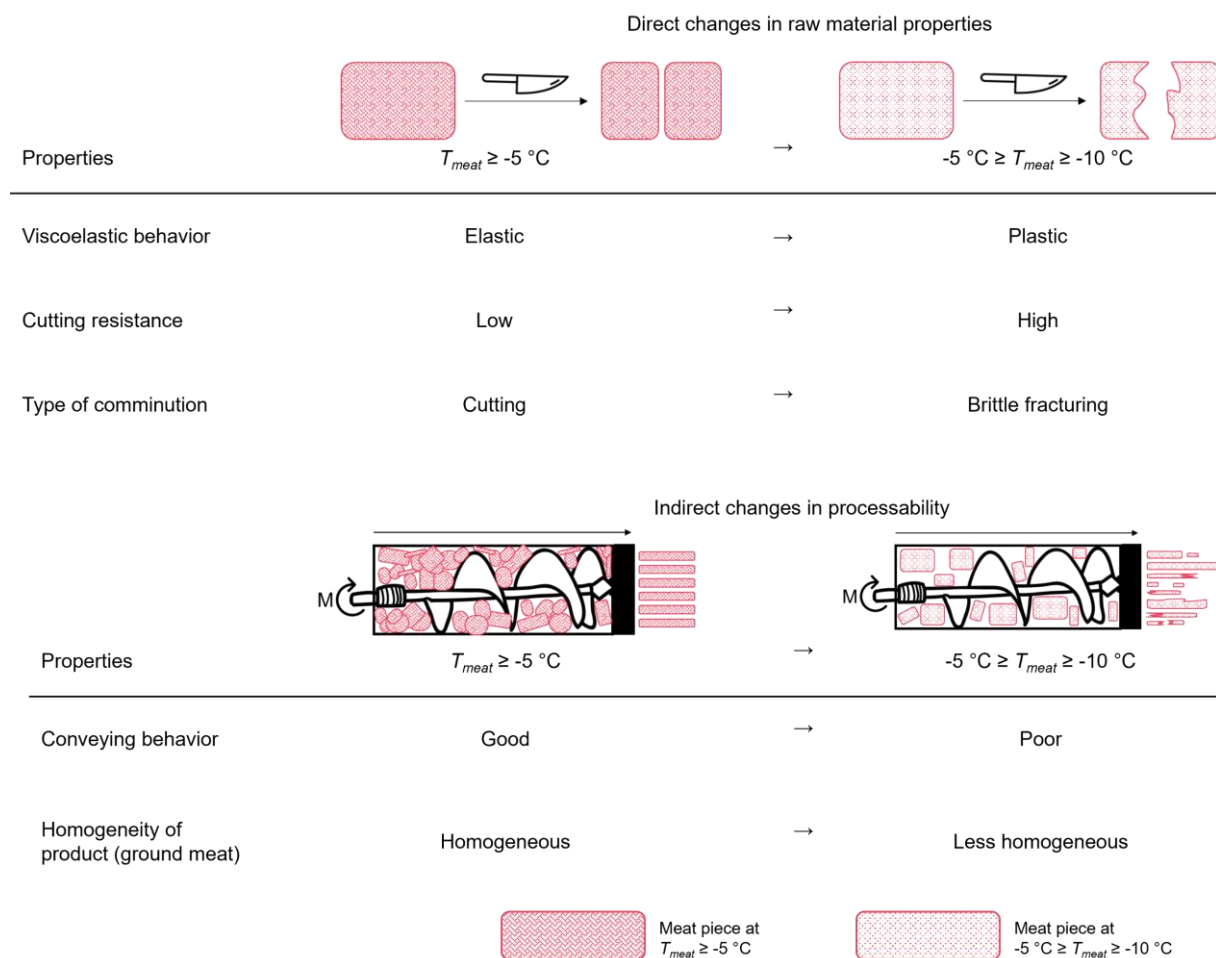 Direct changes in raw material properties
Properties
T_meat ≥ -5 °C
→
-5 °C ≥ T_meat ≥ -10 °C
Viscoelastic behavior
Elastic
→
Plastic
Cutting resistance
Low
→
High
Type of comminution
Cutting
→
Brittle fracturing
Indirect changes in processability
M
M
Properties
T_meat ≥ -5 °C
→
-5 °C ≥ T_meat ≥ -10 °C
Conveying behavior
Good
→
Poor
Homogeneity of
product (ground meat)
Homogeneous
→
Less homogeneous
Meat piece at
T_meat ≥ -5 °C
Meat piece at
-5 °C ≥ T_meat ≥ -10 °C